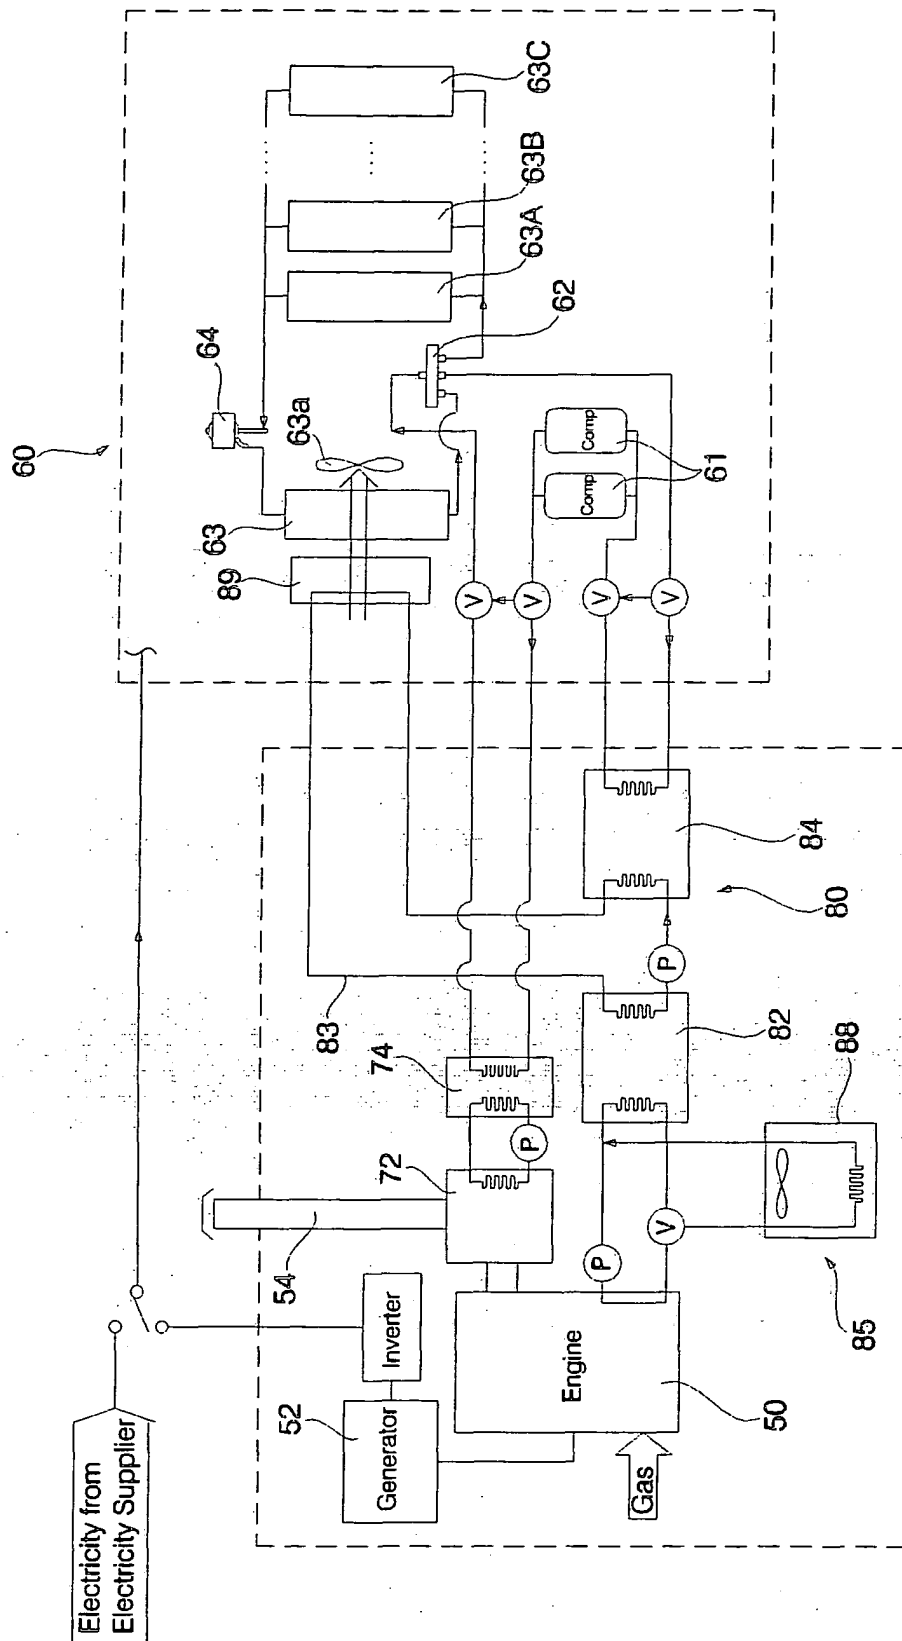 Electricity from
Electricity Supplier
60
64
63a
63
89
63C
63B
63A
62
Comp
Comp
61
V
V
V
V
84
80
P
82
83
74
P
72
88
V
P
85
54
Inverter
52
Generator
Engine
50
Gas